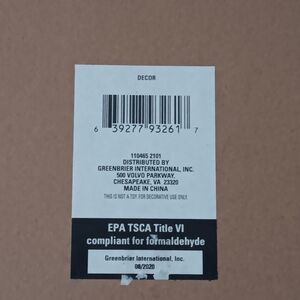 DECOR
6 39277 93261 7
110465 2101
DISTRIBUTED BY
GREENBRIER INTERNATIONAL, INC.
500 VOLVO PARKWAY,
CHESAPEAKE, VA 23320
MADE IN CHINA
THIS IS NOT A TOY. FOR DECORATIVE USE ONLY.
EPA TSCA Title VI
compliant for formaldehyde
Greenbrier International, Inc.
08/2020